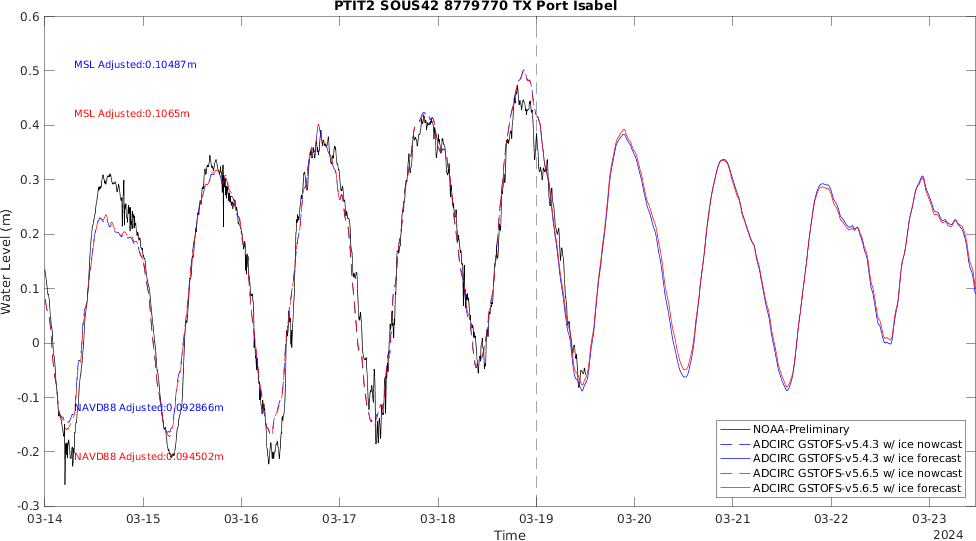 PTIT2 SOUS42 8779770 TX Port Isabel
0.6
0.5
0.4
0.3
0.2
0.1
0
-0.1
-0.2
-0.3
Water Level (m)
MSL Adjusted:0.10487m
MSL Adjusted:0.1065m
NAVD88 Adjusted:0.092866m
NAVD88 Adjusted:0.094502m
NOAA-Preliminary
ADCIRC GSTOFS-v5.4.3 w/ ice nowcast
ADCIRC GSTOFS-v5.4.3 w/ ice forecast
ADCIRC GSTOFS-v5.6.5 w/ ice nowcast
ADCIRC GSTOFS-v5.6.5 w/ ice forecast
03-14 03-15 03-16 03-17 03-18 03-19 03-20 03-21 03-22 03-23
Time
2024